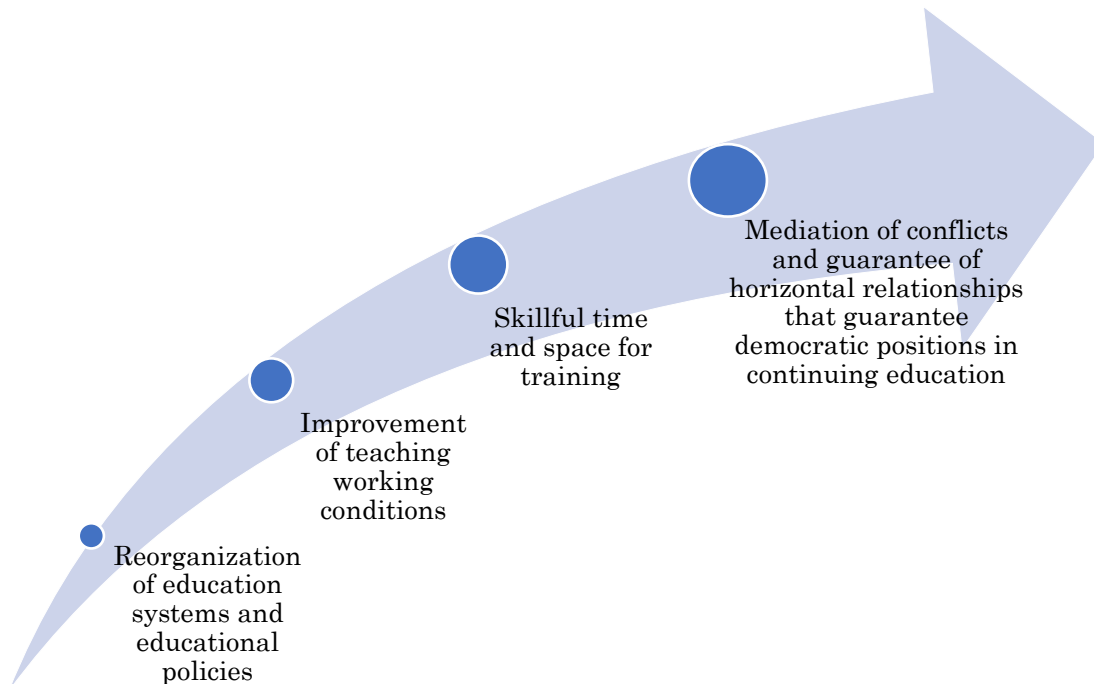 Reorganization
of education
systems and
educational
policies
Improvement
of teaching
working
conditions
Skillful time
and space for
training
Mediation of conflicts
and guarantee of
horizontal relationships
that guarantee
democratic positions in
continuing education